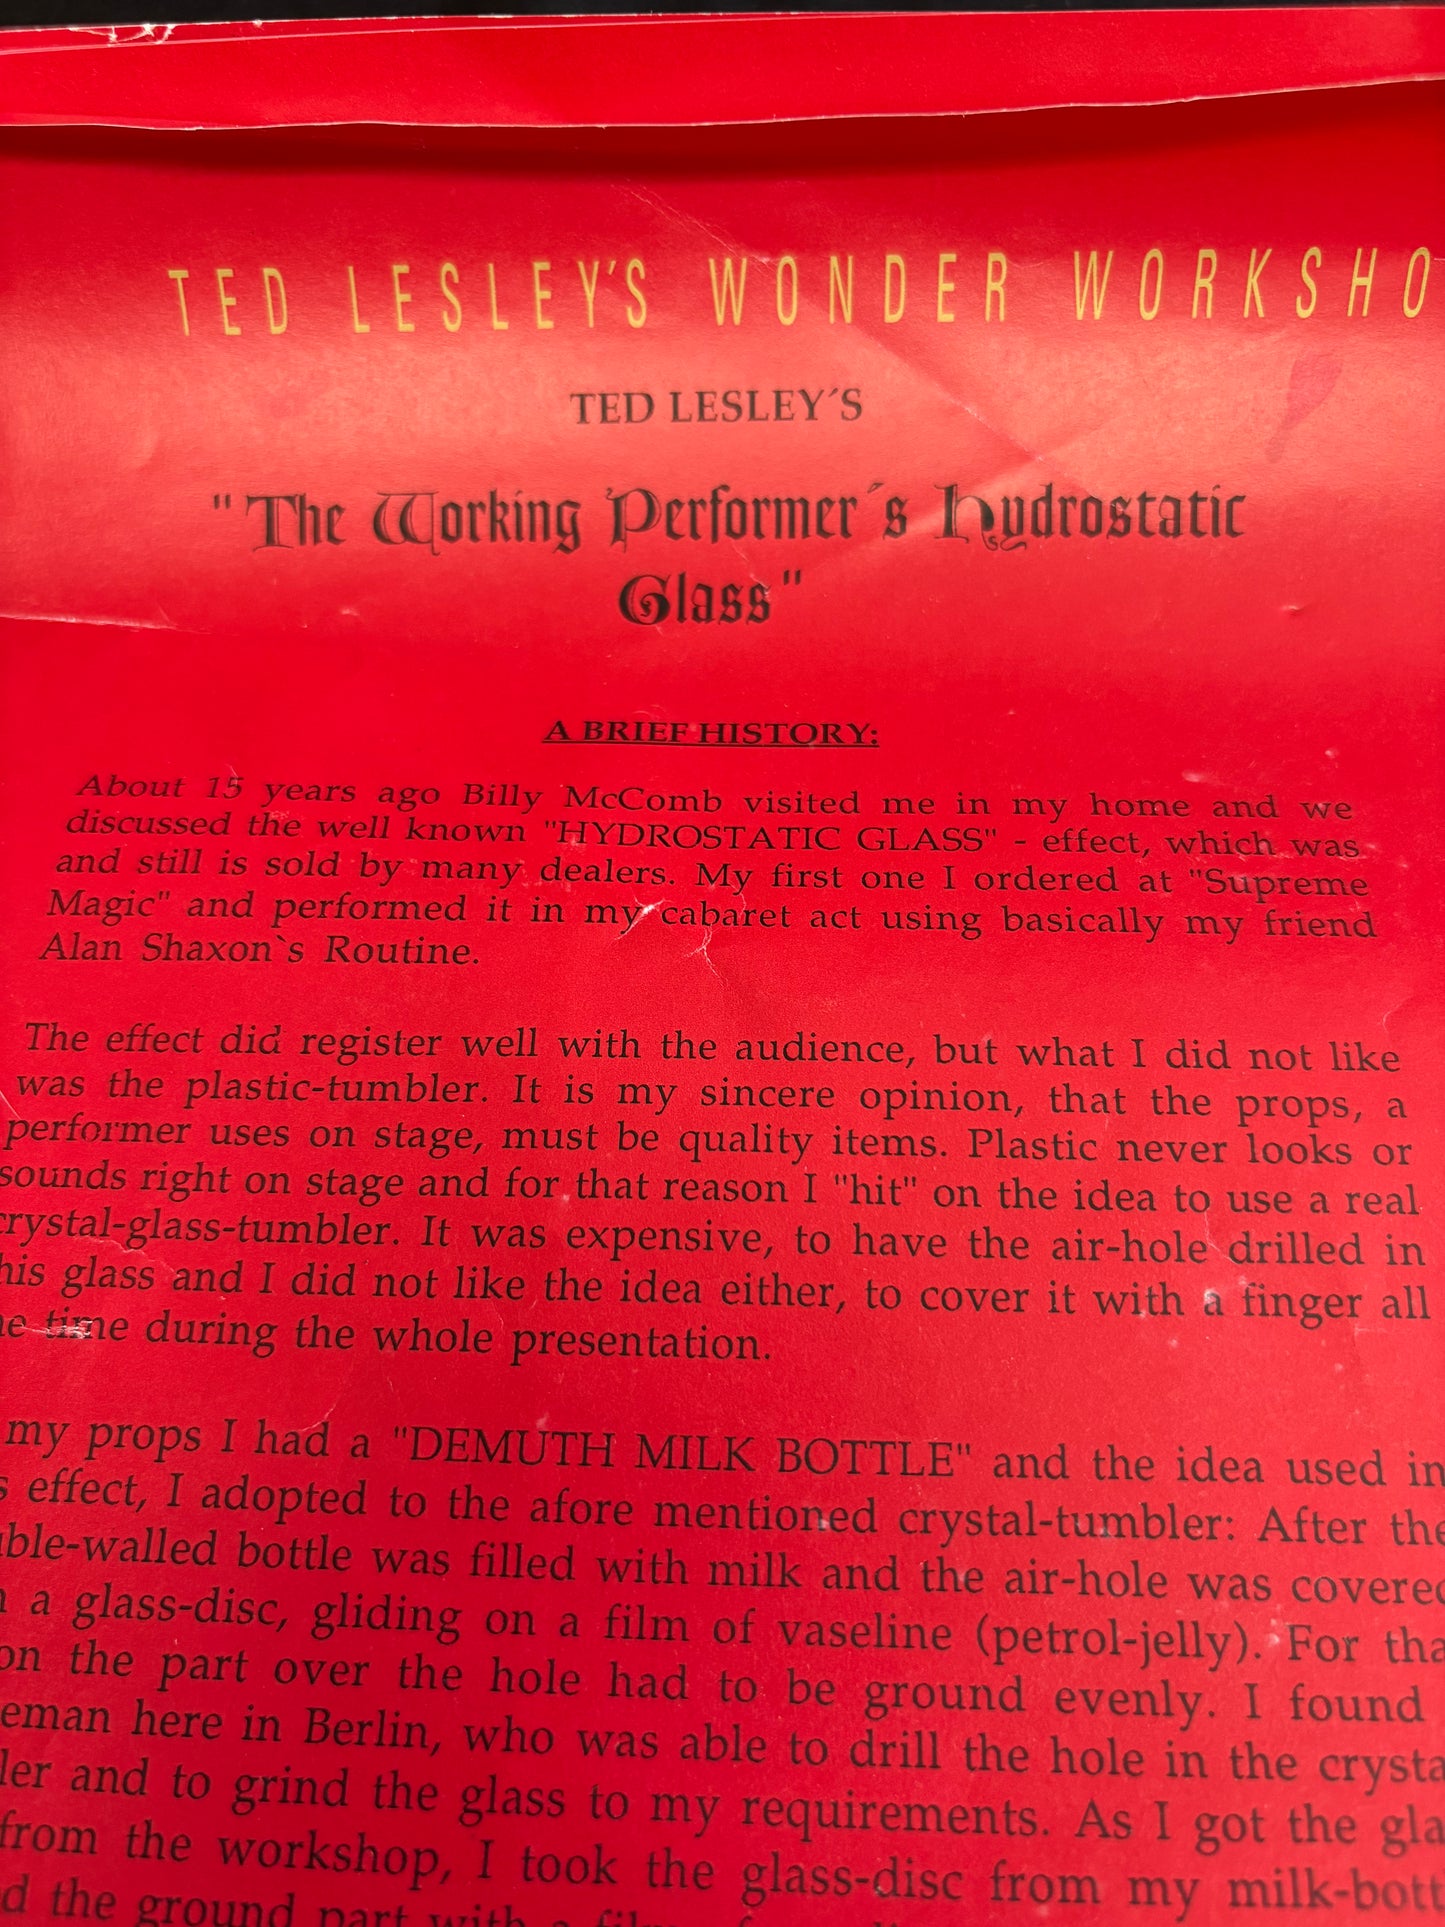 TED LESLEY'S WONDER WORKSHO
TED LESLEY´S
"The Working Performer´s Hydrostatic
Glass"
A BRIEF HISTORY:
About 15 years ago Billy McComb visited me in my home and we
discussed the well known "HYDROSTATIC GLASS" - effect, which was
and still is sold by many dealers. My first one I ordered at "Supreme
Magic" and performed it in my cabaret act using basically my friend
Alan Shaxon`s Routine.
The effect did register well with the audience, but what I did not like
was the plastic-tumbler. It is my sincere opinion, that the props, a
performer uses on stage, must be quality items. Plastic never looks or
sounds right on stage and for that reason I "hit" on the idea to use a real
crystal-glass-tumbler. It was expensive, to have the air-hole drilled in
his glass and I did not like the idea either, to cover it with a finger all
he time during the whole presentation.
my props I had a "DEMUTH MILK BOTTLE" and the idea used in
s effect, I adopted to the afore mentioned crystal-tumbler: After the
uble-walled bottle was filled with milk and the air-hole was covered
a glass-disc, gliding on a film of vaseline (petrol-jelly). For tha
on the part over the hole had to be ground evenly. I found
eman here in Berlin, who was able to drill the hole in the crysta
ler and to grind the glass to my requirements. As I got the gla
from the workshop, I took the glass-disc from my milk-bott
d the ground part with a